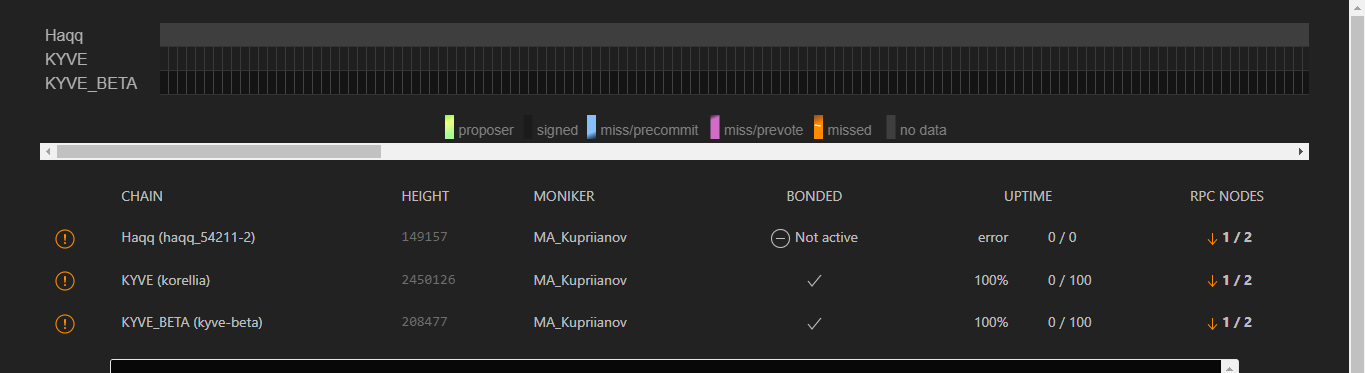 Haqq
KYVE
KYVE_BETA
proposer signed miss/precommit miss/prevote missed no data
CHAIN HEIGHT MONIKER BONDED UPTIME RPC NODES
Haqq (haqq_54211-2) 149157 MA_Kupriianov Not active error 0 / 0 1 / 2
KYVE (korellia) 2450126 MA_Kupriianov 100% 0 / 100 1 / 2
KYVE_BETA (kyve-beta) 208477 MA_Kupriianov 100% 0 / 100 1 / 2